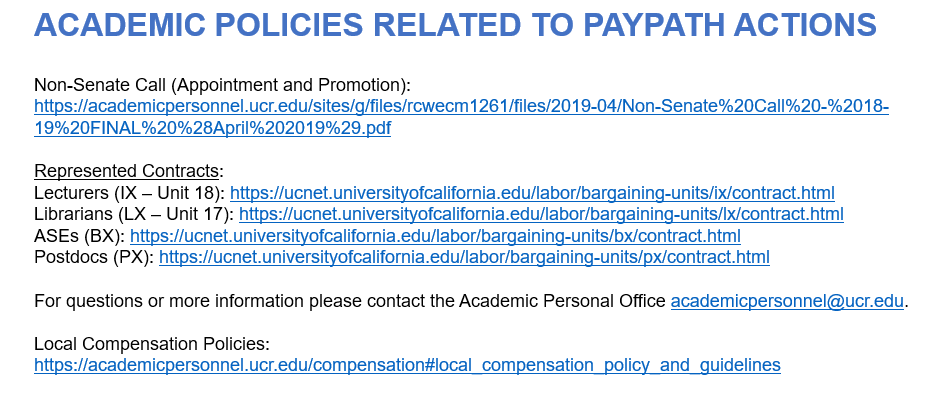 ACADEMIC POLICIES RELATED TO PAYPATH ACTIONS
Non-Senate Call (Appointment and Promotion):
https://academicpersonnel.ucr.edu/sites/g/files/rcwecm1261/files/2019-04/Non-Senate%20Call%20-%2018-
19%20FINAL%20%28April%202019%29.pdf
Represented Contracts:
Lecturers (IX – Unit 18): https://ucnet.universityofcalifornia.edu/labor/bargaining-units/ix/contract.html
Librarians (LX – Unit 17): https://ucnet.universityofcalifornia.edu/labor/bargaining-units/lx/contract.html
ASEs (BX): https://ucnet.universityofcalifornia.edu/labor/bargaining-units/bx/contract.html
Postdocs (PX): https://ucnet.universityofcalifornia.edu/labor/bargaining-units/px/contract.html
For questions or more information please contact the Academic Personal Office academicpersonnel@ucr.edu.
Local Compensation Policies:
https://academicpersonnel.ucr.edu/compensation#local_compensation_policy_and_guidelines